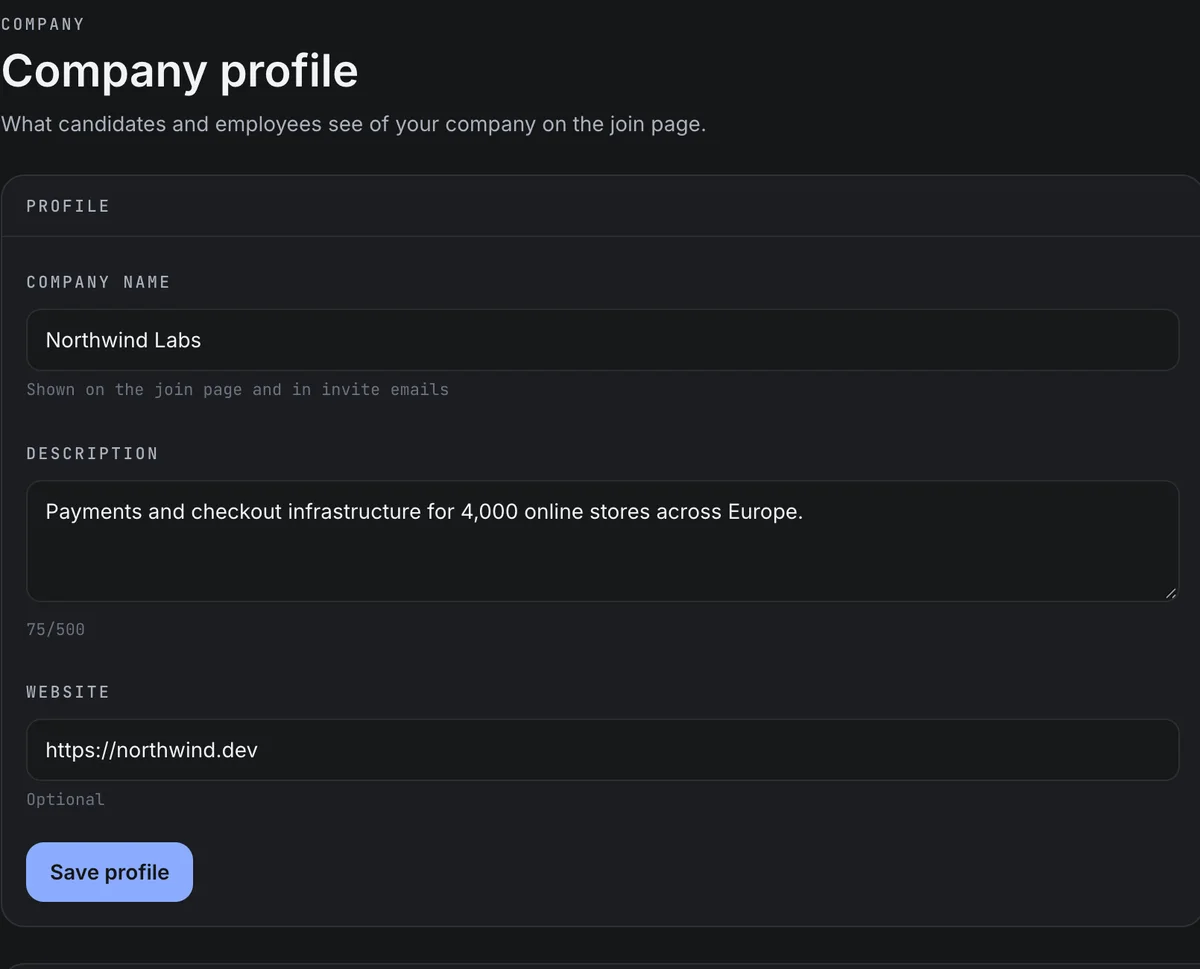 COMPANY
Company profile
What candidates and employees see of your company on the join page.
PROFILE
COMPANY NAME
Northwind Labs
Shown on the join page and in invite emails
DESCRIPTION
Payments and checkout infrastructure for 4,000 online stores across Europe.
75/500
WEBSITE
https://northwind.dev
Optional
Save profile